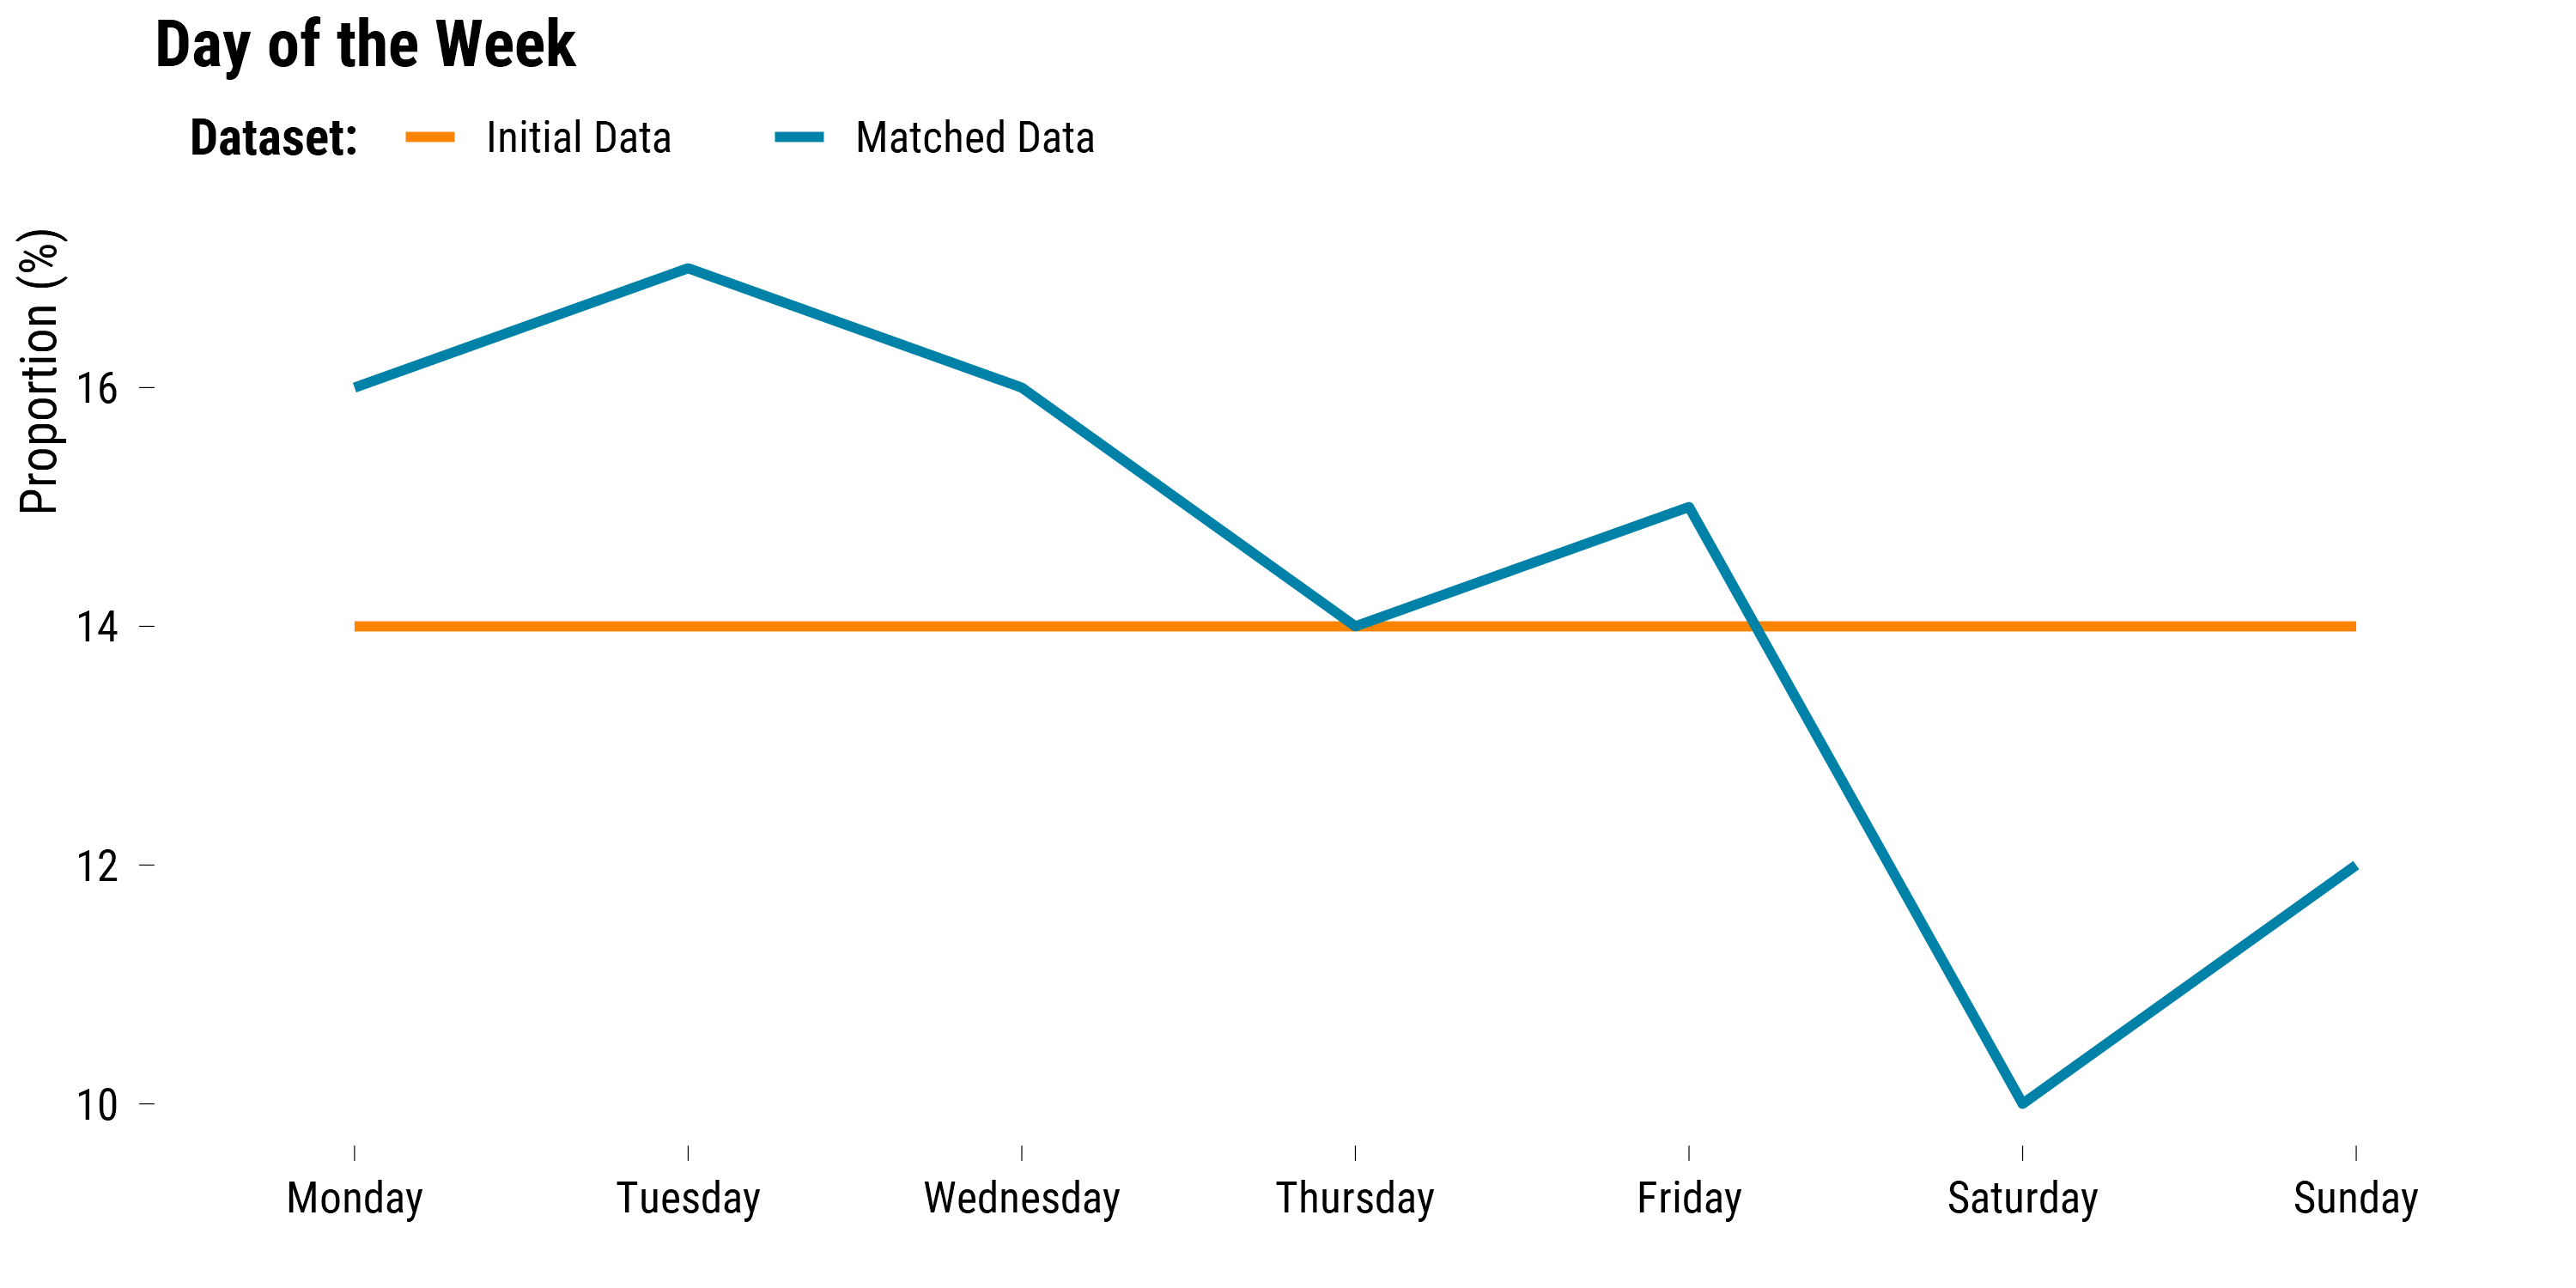 Day of the Week
Dataset: Initial Data Matched Data
Proportion (%)
16
14
12
10
Monday Tuesday Wednesday Thursday Friday Saturday Sunday